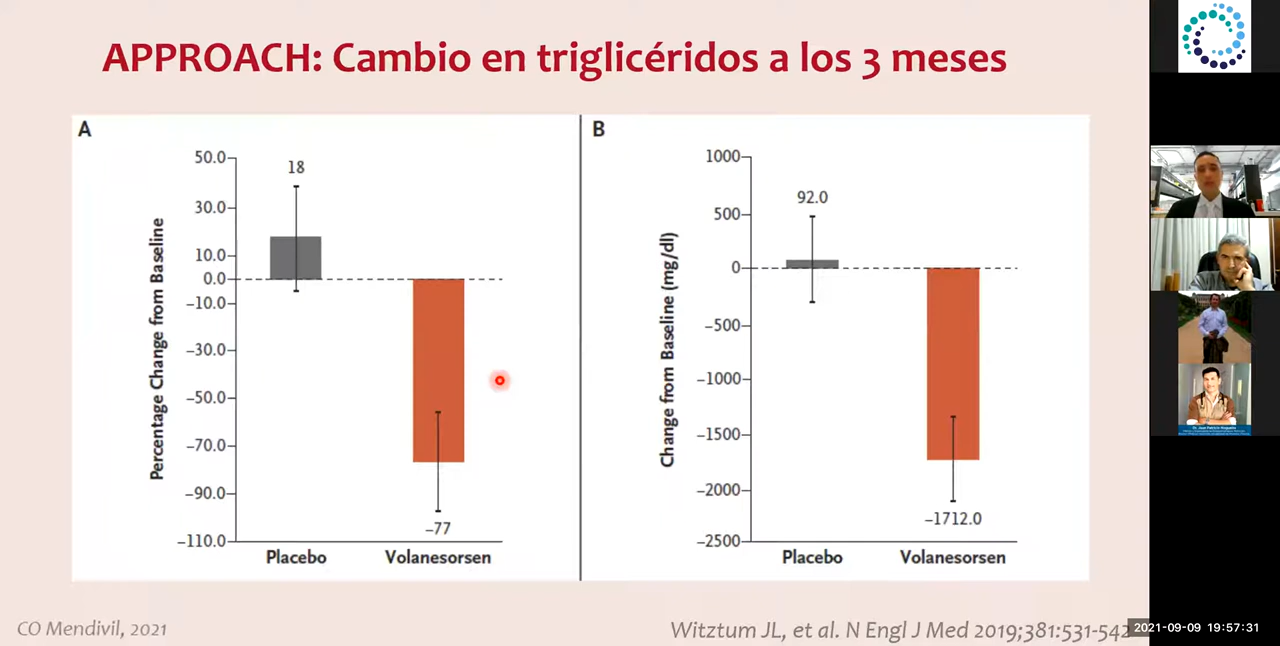 APPROACH: Cambio en triglicéridos a los 3 meses
A
Percentage Change from Baseline
50.0
30.0
10.0
0.0
−10.0
−30.0
−50.0
−70.0
−90.0
−110.0
18
−77
Placebo
Volanesorsen
B
Change from Baseline (mg/dl)
1000
500
0
−500
−1000
−1500
−2000
−2500
92.0
−1712.0
Placebo
Volanesorsen
CO Mendivil, 2021
Witztum JL, et al. N Engl J Med 2019;381:531-542
2021-09-09 19:57:31